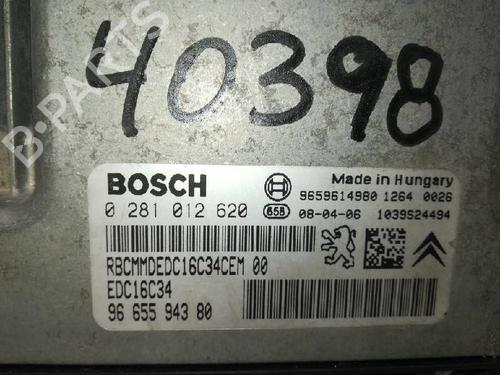 40398
B-PARTS
BOSCH
Made in Hungary
9659614980 1264 0026
0 281 012 620
658
08-04-06
1039S24494
RBCMMDEDC16C34CEM 00
EDC16C34
96 655 943 80